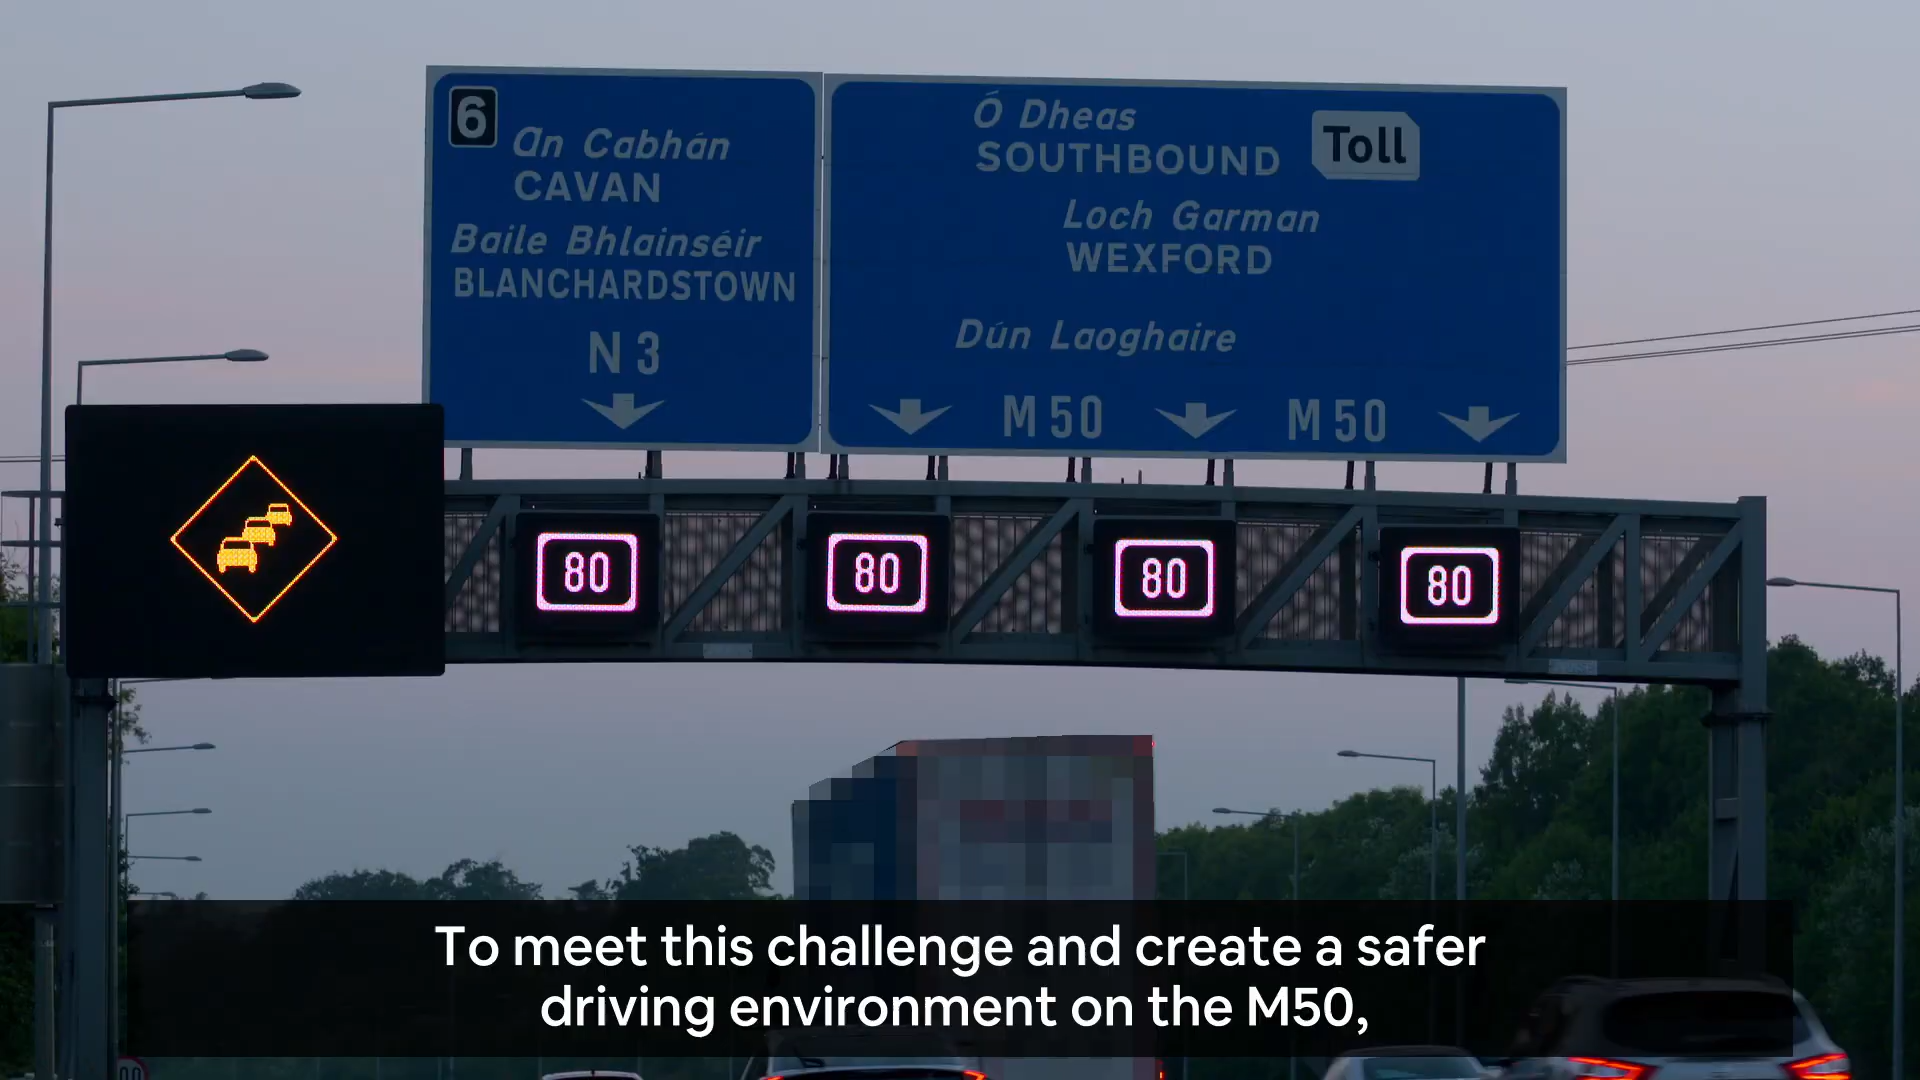 6
An Cabhán
CAVAN
Baile Bhlainséir
BLANCHARDSTOWN
N3
Ó Dheas
SOUTHBOUND
Toll
Loch Garman
WEXFORD
Dún Laoghaire
M50 M50
80 80 80 80
To meet this challenge and create a safer
driving environment on the M50,